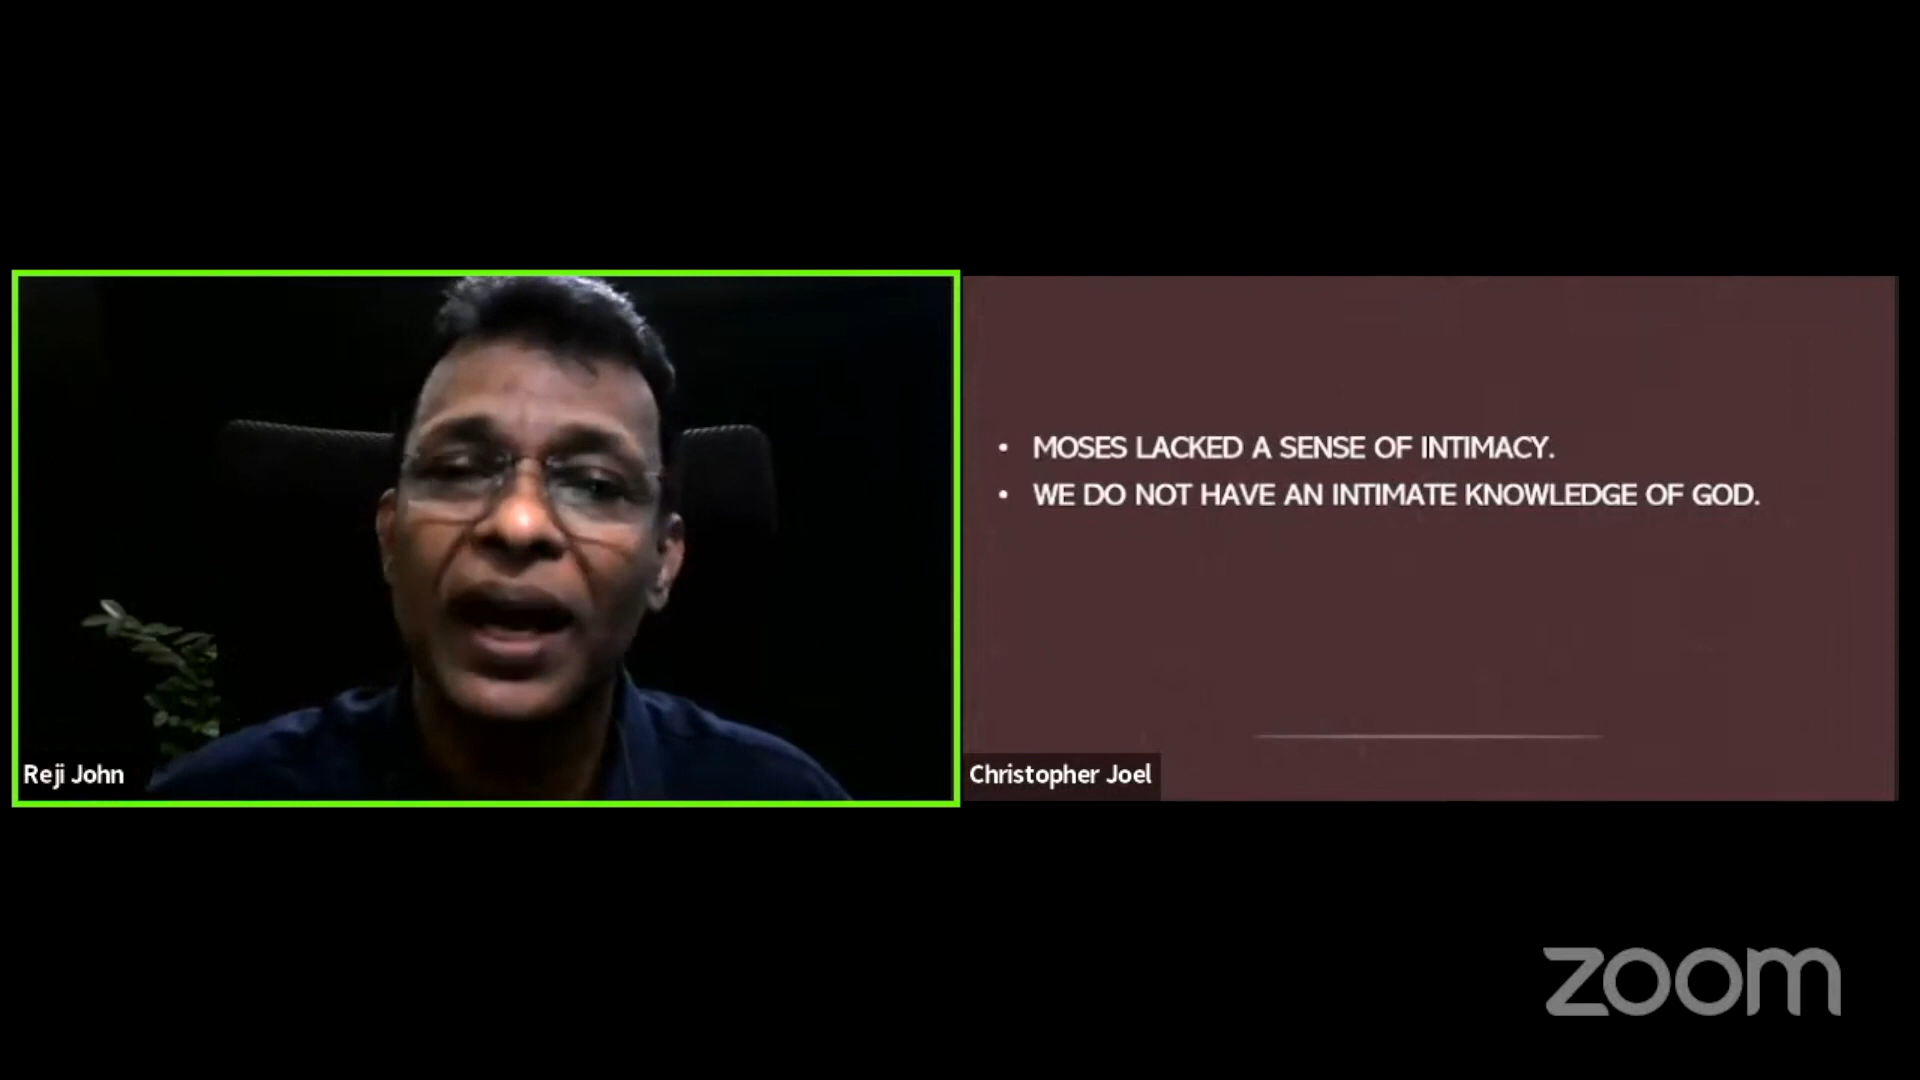 MOSES LACKED A SENSE OF INTIMACY.
WE DO NOT HAVE AN INTIMATE KNOWLEDGE OF GOD.
Reji John
Christopher Joel
zoom